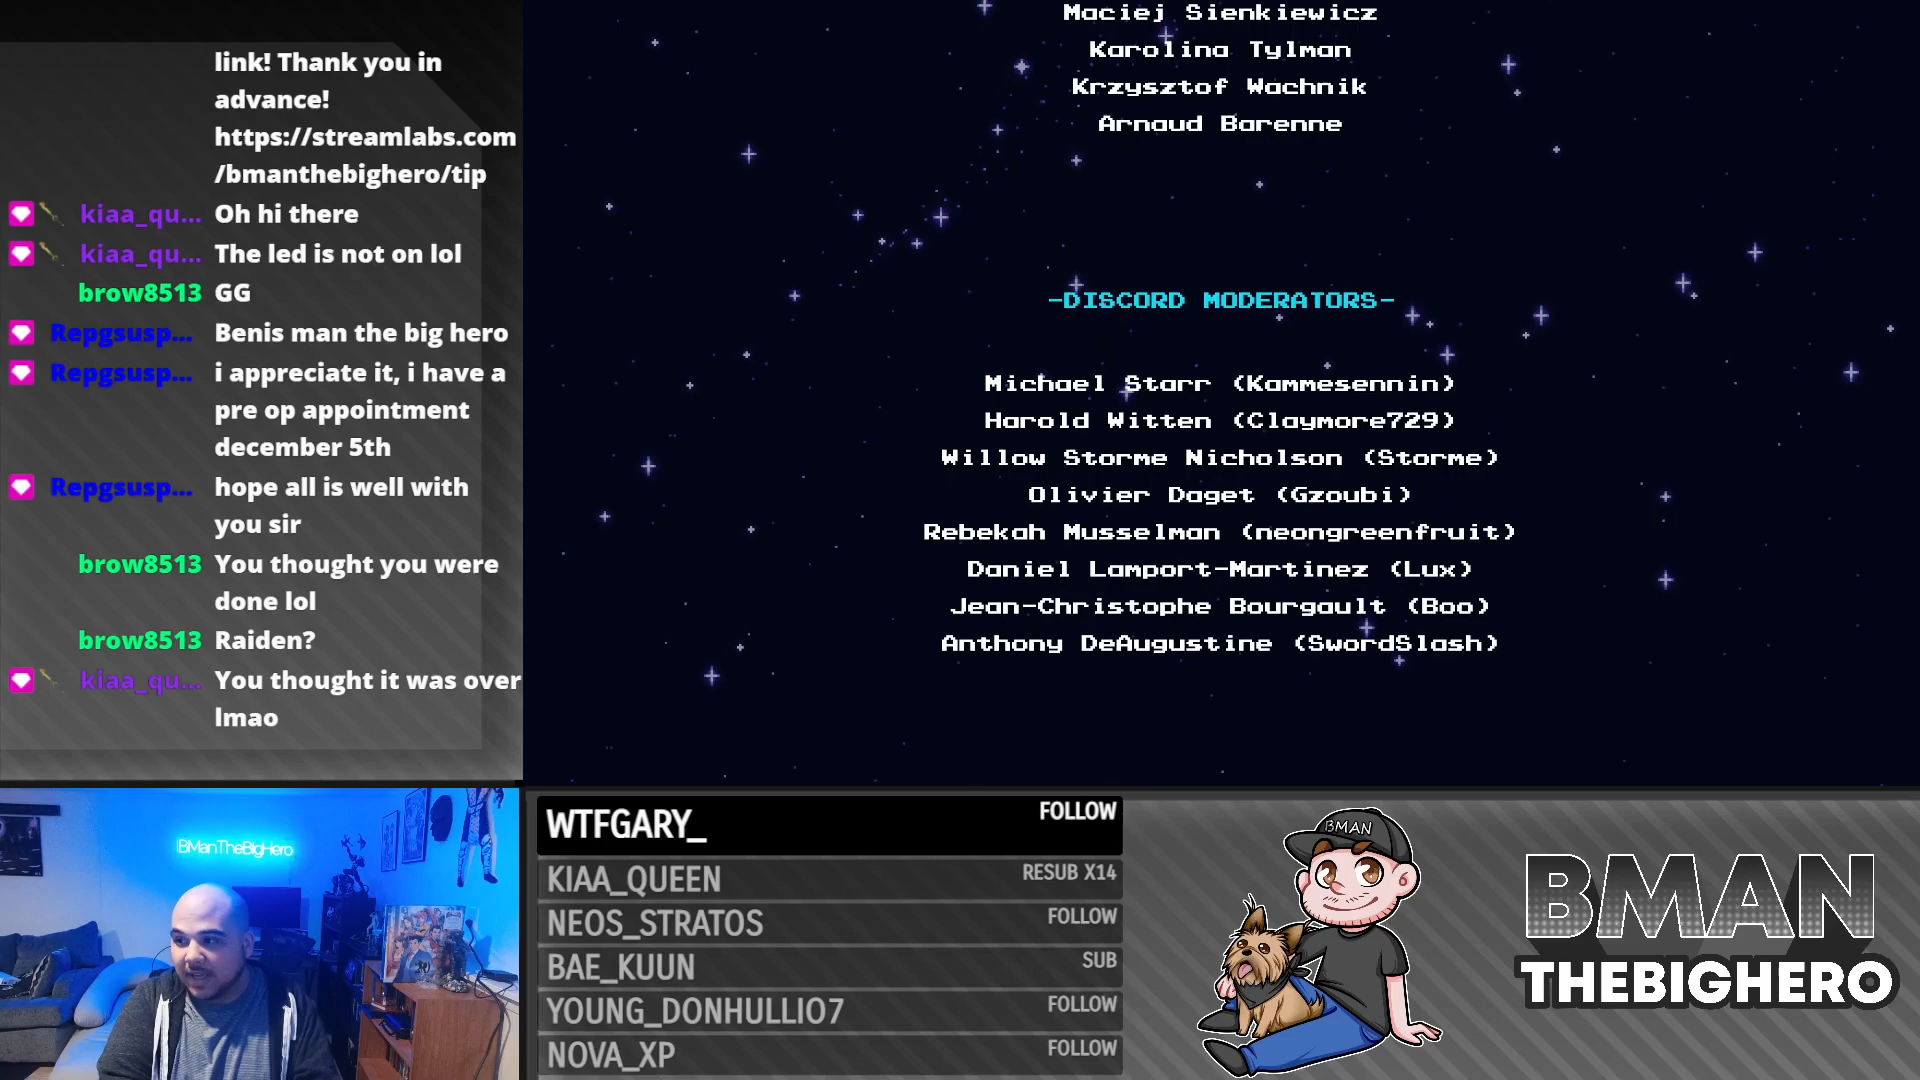 link! Thank you in
advance!
https://streamlabs.com
/bmanthebighero/tip
kiaa_qu... Oh hi there
kiaa_qu... The led is not on lol
brow8513 GG
Repgsusp... Benis man the big hero
Repgsusp... i appreciate it, i have a
pre op appointment
december 5th
Repgsusp... hope all is well with
you sir
brow8513 You thought you were
done lol
brow8513 Raiden?
kiaa_qu... You thought it was over
lmao
Maciej Sienkiewicz
Karolina Tylman
Krzysztof Wachnik
Arnaud Barenne
-DISCORD MODERATORS-
Michael Starr (Kammesennin)
Harold Witten (Claymore729)
Willow Storme Nicholson (Storme)
Olivier Daget (Gzoubi)
Rebekah Musselman (neongreenfruit)
Daniel Lamport-Martinez (Lux)
Jean-Christophe Bourgault (Boo)
Anthony DeAugustine (SwordSlash)
BManTheBigHero
WTFGARY_ FOLLOW
KIAA_QUEEN RESUB X14
NEOS_STRATOS FOLLOW
BAE_KUUN SUB
YOUNG_DONHULLIO7 FOLLOW
NOVA_XP FOLLOW
BMAN
BMAN
THEBIGHERO